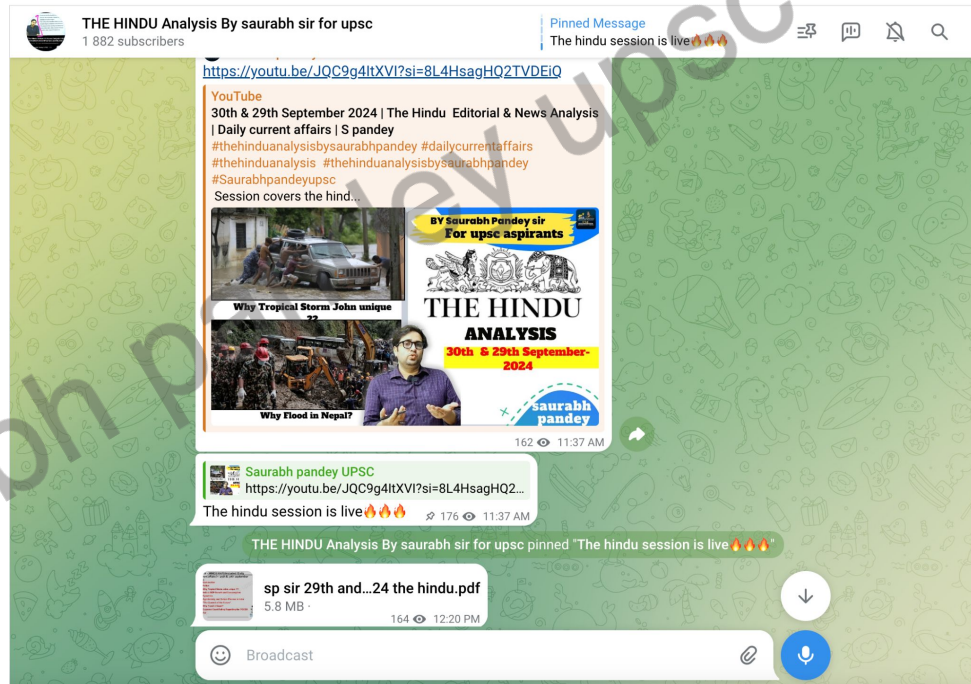 THE HINDU Analysis By saurabh sir for upsc
1 882 subscribers
Pinned Message
The hindu session is live🔥🔥🔥
https://youtu.be/JQC9g4ltXVI?si=8L4HsagHQ2TVDEiQ
YouTube
30th & 29th September 2024 | The Hindu Editorial & News Analysis
| Daily current affairs | S pandey
#thehinduanalysisbysaurabhpandey #dailycurrentaffairs
#thehinduanalysis #thehinduanalysisbysaurabhpandey
#Saurabhpandeyupsc
Session covers the hind...
Why Tropical Storm John unique
??
Why Flood in Nepal?
BY Saurabh Pandey sir
For upsc aspirants
THE HINDU
ANALYSIS
30th & 29th September-
2024
saurabh
pandey
162 11:37 AM
Saurabh pandey UPSC
https://youtu.be/JQC9g4ltXVI?si=8L4HsagHQ2...
The hindu session is live🔥🔥🔥
176 11:37 AM
THE HINDU Analysis By saurabh sir for upsc pinned "The hindu session is live🔥🔥🔥"
sp sir 29th and...24 the hindu.pdf
5.8 MB ·
164 12:20 PM
Broadcast
bh pandey upsc